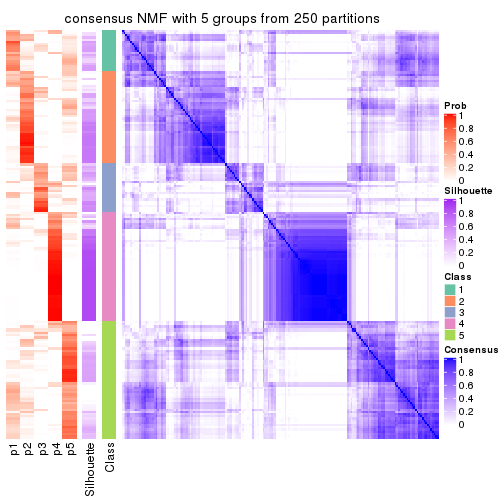 consensus NMF with 5 groups from 250 partitions
Prob
1
0.8
0.6
0.4
0.2
0
Silhouette
1
0.8
0.6
0.4
0.2
0
Class
1
2
3
4
5
Consensus
1
0.8
0.6
0.4
0.2
0
p1
p2
p3
p4
p5
Silhouette
Class